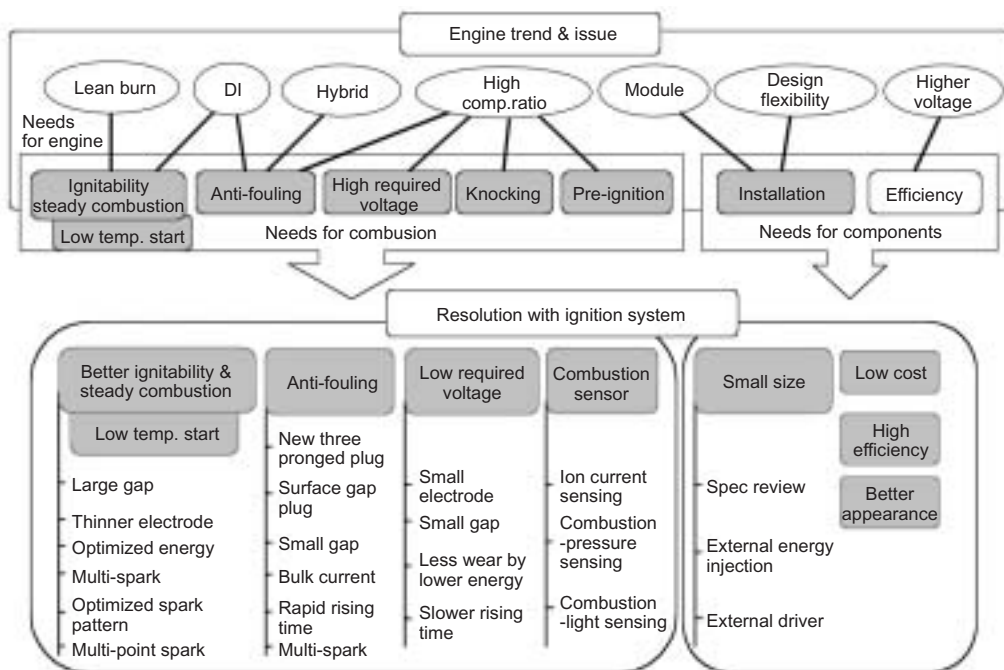 Engine trend & issue
Lean burn
DI
Hybrid
High
comp.ratio
Module
Design
flexibility
Higher
voltage
Needs
for engine
Ignitability
steady combustion
Low temp. start
Anti-fouling
High required
voltage
Knocking
Pre-ignition
Installation
Efficiency
Needs for combusion
Needs for components
Resolution with ignition system
Better ignitability &
steady combustion
Low temp. start
Large gap
Thinner electrode
Optimized energy
Multi-spark
Optimized spark
pattern
Multi-point spark
Anti-fouling
New three
pronged plug
Surface gap
plug
Small gap
Bulk current
Rapid rising
time
Multi-spark
Low required
voltage
Small
electrode
Small gap
Less wear by
lower energy
Slower rising
time
Combustion
sensor
Ion current
sensing
Combustion
-pressure
sensing
Combustion
-light sensing
Small size
Spec review
External energy
injection
External driver
Low cost
High
efficiency
Better
appearance